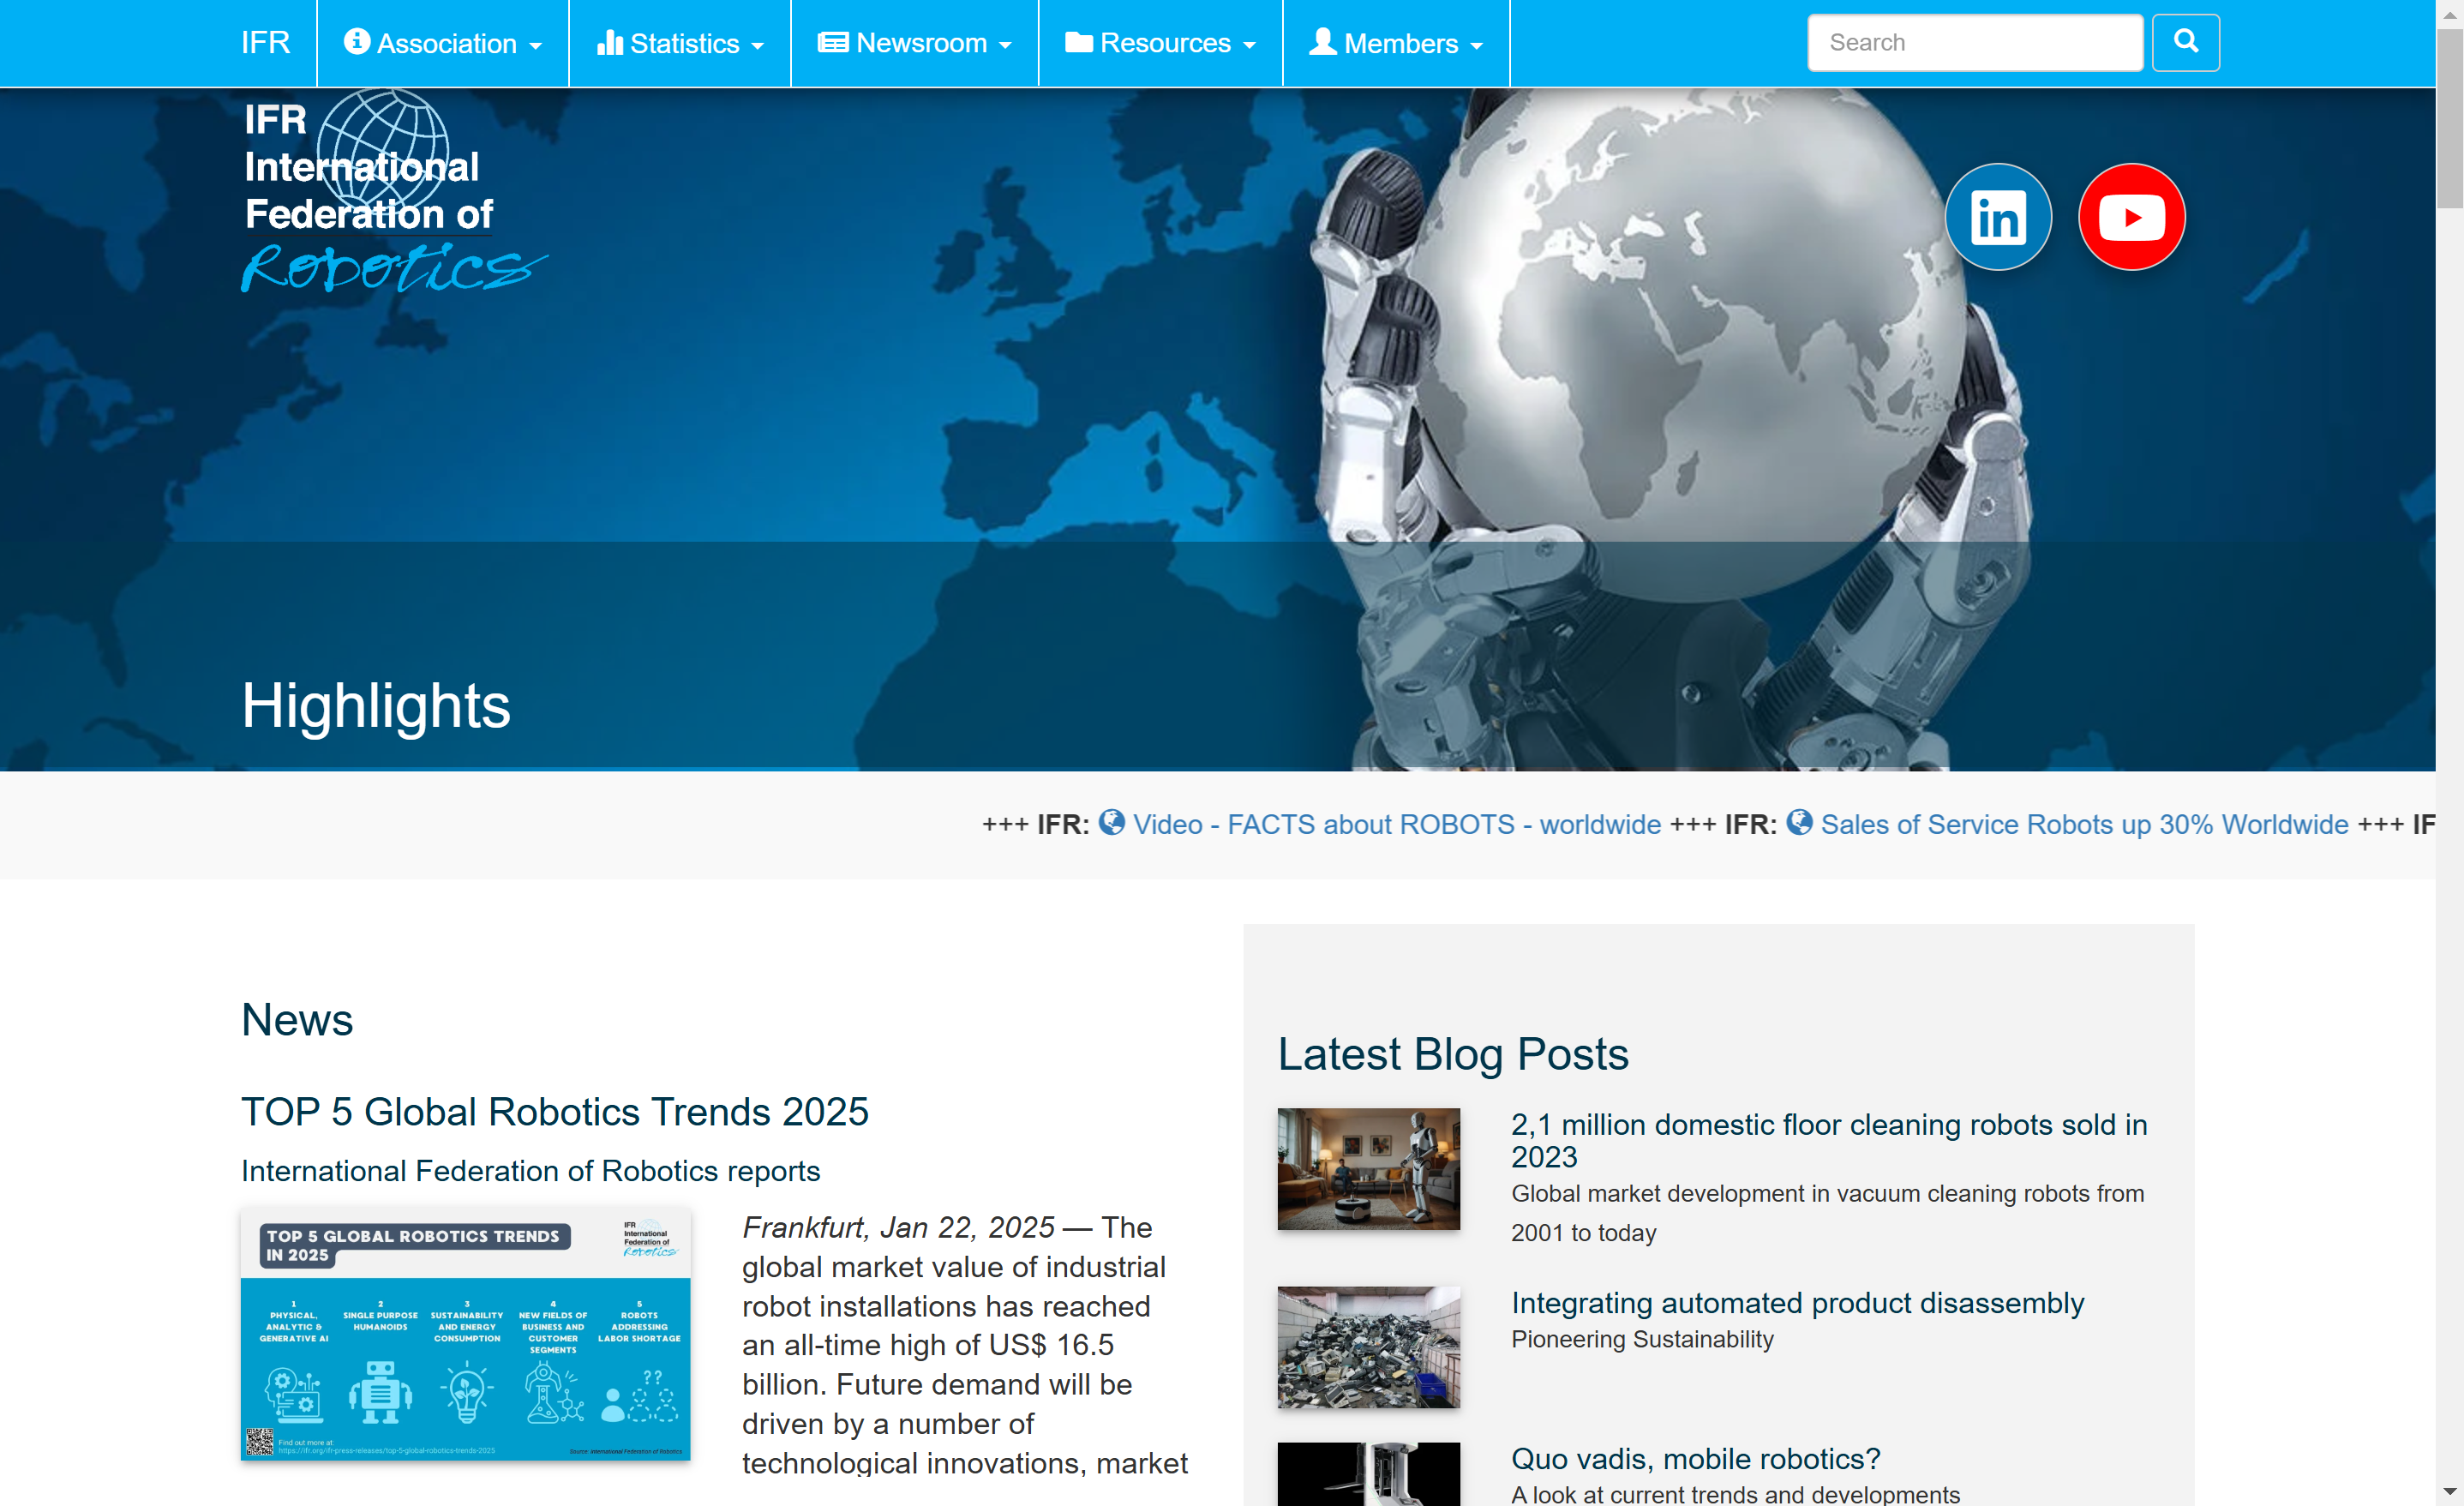 IFR
Association
Statistics
Newsroom
Resources
Members
Search
IFR
International
Federation of
Robotics
Highlights
+++ IFR: Video - FACTS about ROBOTS - worldwide +++ IFR: Sales of Service Robots up 30% Worldwide +++ IF
News
TOP 5 Global Robotics Trends 2025
International Federation of Robotics reports
TOP 5 GLOBAL ROBOTICS TRENDS
IN 2025
IFR
International
Federation of
Robotics
1
PHYSICAL,
ANALYTIC &
GENERATIVE AI
2
SINGLE PURPOSE
HUMANOIDS
3
SUSTAINABILITY
AND ENERGY
CONSUMPTION
4
NEW FIELDS OF
BUSINESS AND
CUSTOMER
SEGMENTS
5
ROBOTS
ADDRESSING
LABOR SHORTAGE
??
Find out more at
https://ifr.org/ifr-press-releases/top-5-global-robotics-trends-2025
Source: International Federation of Robotics
Frankfurt, Jan 22, 2025 — The
global market value of industrial
robot installations has reached
an all-time high of US$ 16.5
billion. Future demand will be
driven by a number of
technological innovations, market
Latest Blog Posts
2,1 million domestic floor cleaning robots sold in
2023
Global market development in vacuum cleaning robots from
2001 to today
Integrating automated product disassembly
Pioneering Sustainability
Quo vadis, mobile robotics?
A look at current trends and developments